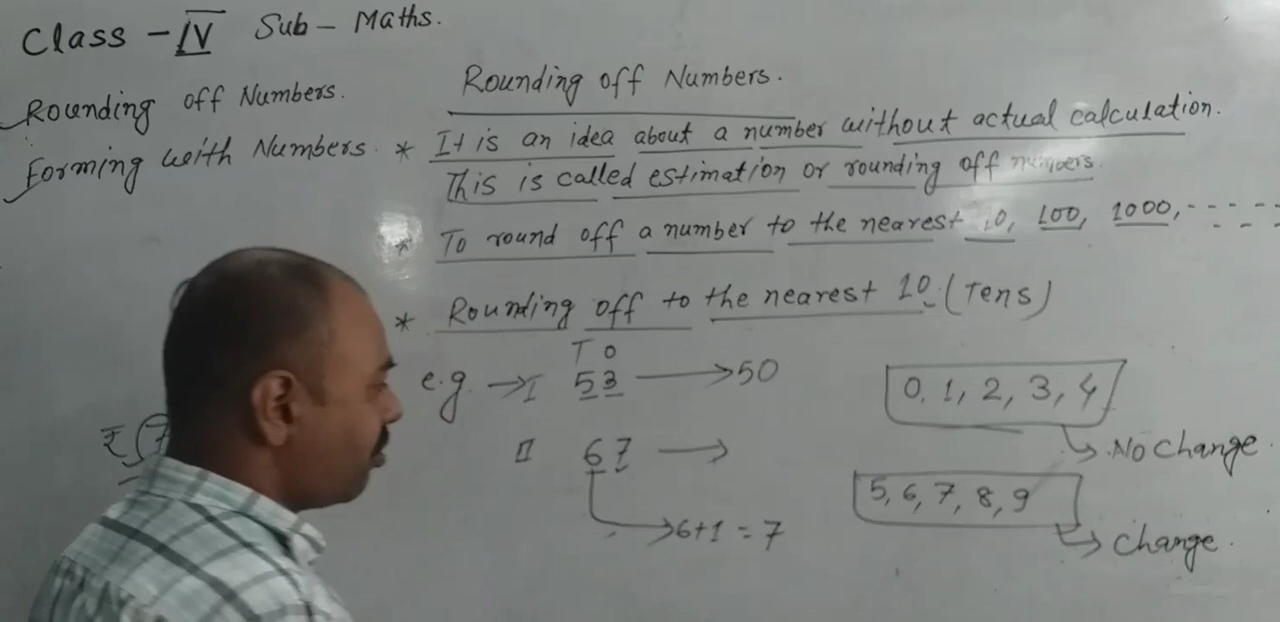 Class - IV Sub - Maths.
Rounding off Numbers.
Forming with Numbers.
Rounding off Numbers.
* It is an idea about a number without actual calculation.
This is called estimation or rounding off numbers.
* To round off a number to the nearest 10, 100, 1000, - - - - -
* Rounding off to the nearest 10. (Tens)
T O
e.g. → I 53 → 50
II 67 →
→ 6+1 = 7
0, 1, 2, 3, 4
→ No change.
5, 6, 7, 8, 9
→ change.
₹